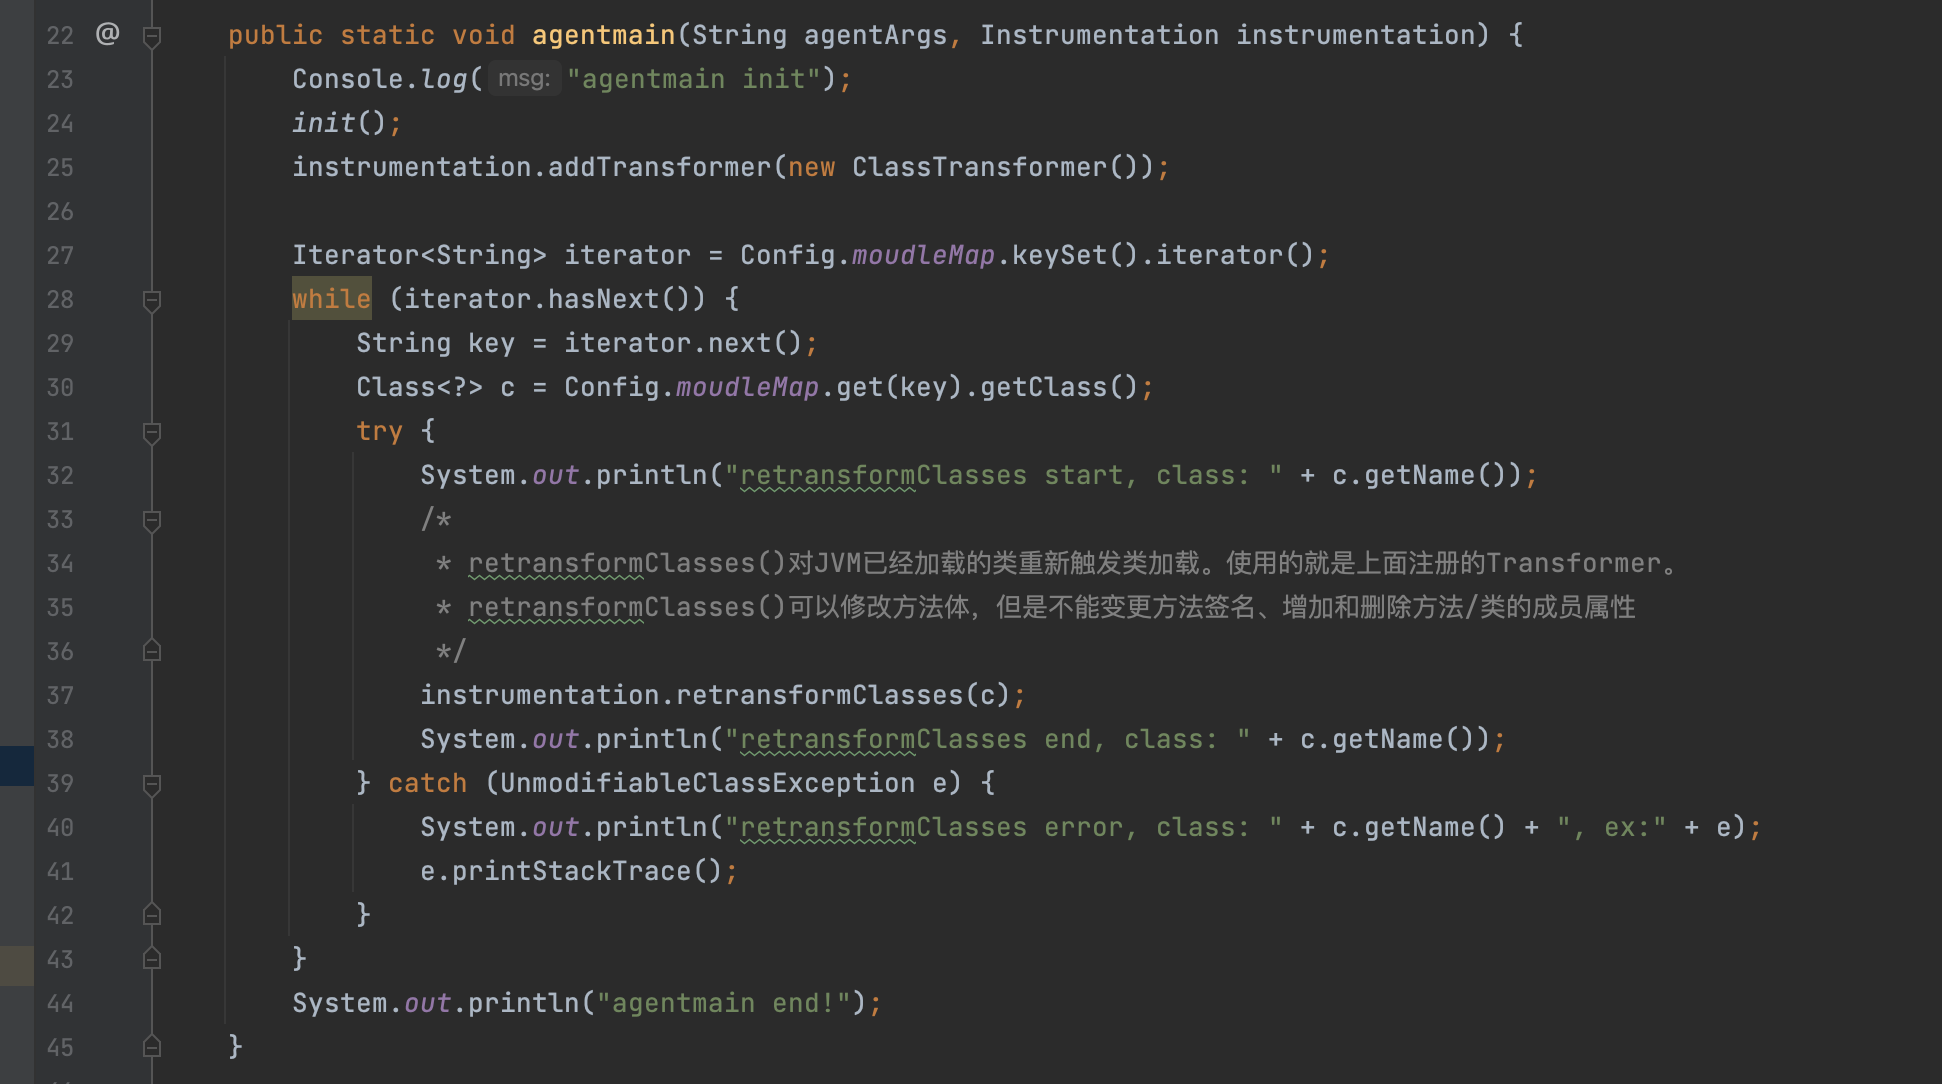 22 @ public static void agentmain(String agentArgs, Instrumentation instrumentation) {
23 Console.log( msg: "agentmain init");
24 init();
25 instrumentation.addTransformer(new ClassTransformer());
26
27 Iterator<String> iterator = Config.moudleMap.keySet().iterator();
28 while (iterator.hasNext()) {
29 String key = iterator.next();
30 Class<?> c = Config.moudleMap.get(key).getClass();
31 try {
32 System.out.println("retransformClasses start, class: " + c.getName());
33 /*
34 * retransformClasses()对JVM已经加载的类重新触发类加载。使用的就是上面注册的Transformer。
35 * retransformClasses()可以修改方法体，但是不能变更方法签名、增加和删除方法/类的成员属性
36 */
37 instrumentation.retransformClasses(c);
38 System.out.println("retransformClasses end, class: " + c.getName());
39 } catch (UnmodifiableClassException e) {
40 System.out.println("retransformClasses error, class: " + c.getName() + ", ex:" + e);
41 e.printStackTrace();
42 }
43 }
44 System.out.println("agentmain end!");
45 }